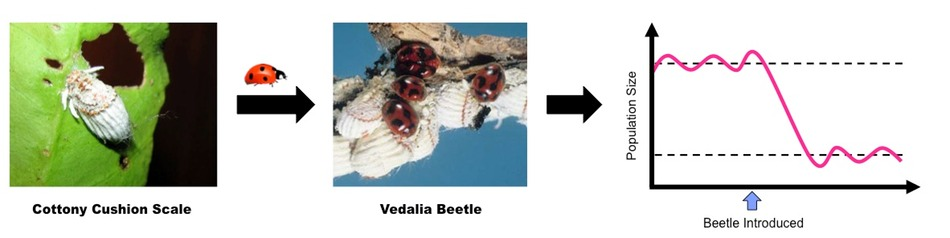 Cottony Cushion Scale
Vedalia Beetle
Population Size
Beetle Introduced